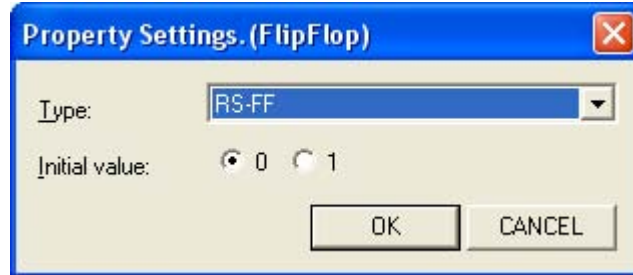 Property Settings.(FlipFlop)
Type: RS-FF
Initial value: 0 1
OK CANCEL